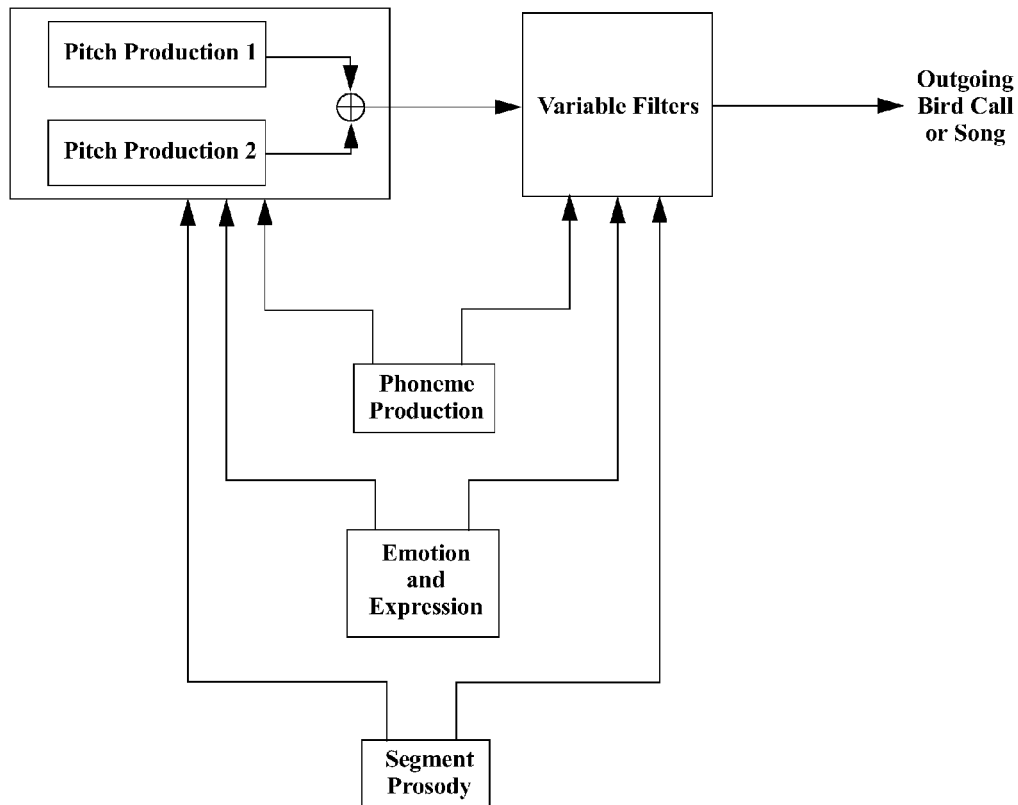 Pitch Production 1
Pitch Production 2
Variable Filters
Outgoing
Bird Call
or Song
Phoneme
Production
Emotion
and
Expression
Segment
Prosody